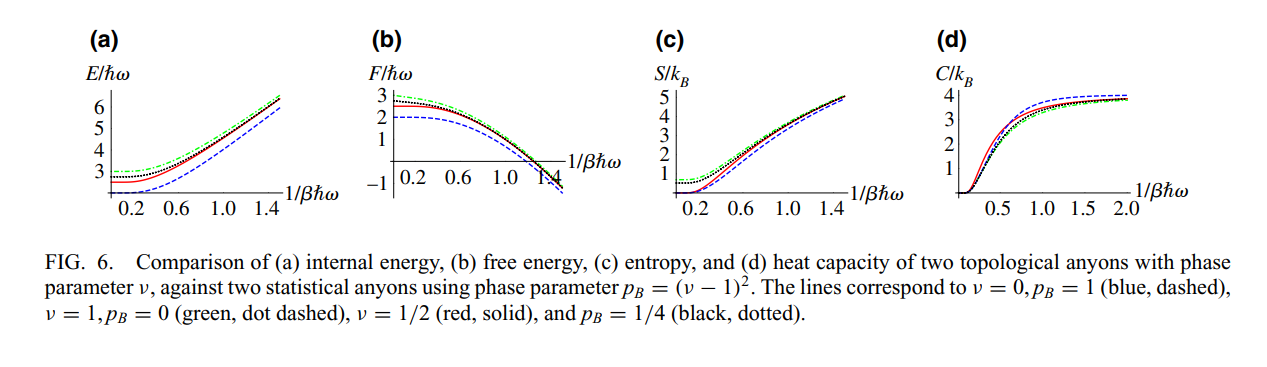 (a) (b) (c) (d)
E/ħω F/ħω S/k_B C/k_B
6
5
4
3
0.2 0.6 1.0 1.4 1/βħω
3
2
1
−1
0.2 0.6 1.0 1.4 1/βħω
5
4
3
2
1
0.2 0.6 1.0 1.4 1/βħω
4
3
2
1
0.5 1.0 1.5 2.0 1/βħω
FIG. 6. Comparison of (a) internal energy, (b) free energy, (c) entropy, and (d) heat capacity of two topological anyons with phase
parameter ν, against two statistical anyons using phase parameter p_B = (ν − 1)². The lines correspond to ν = 0, p_B = 1 (blue, dashed),
ν = 1, p_B = 0 (green, dot dashed), ν = 1/2 (red, solid), and p_B = 1/4 (black, dotted).